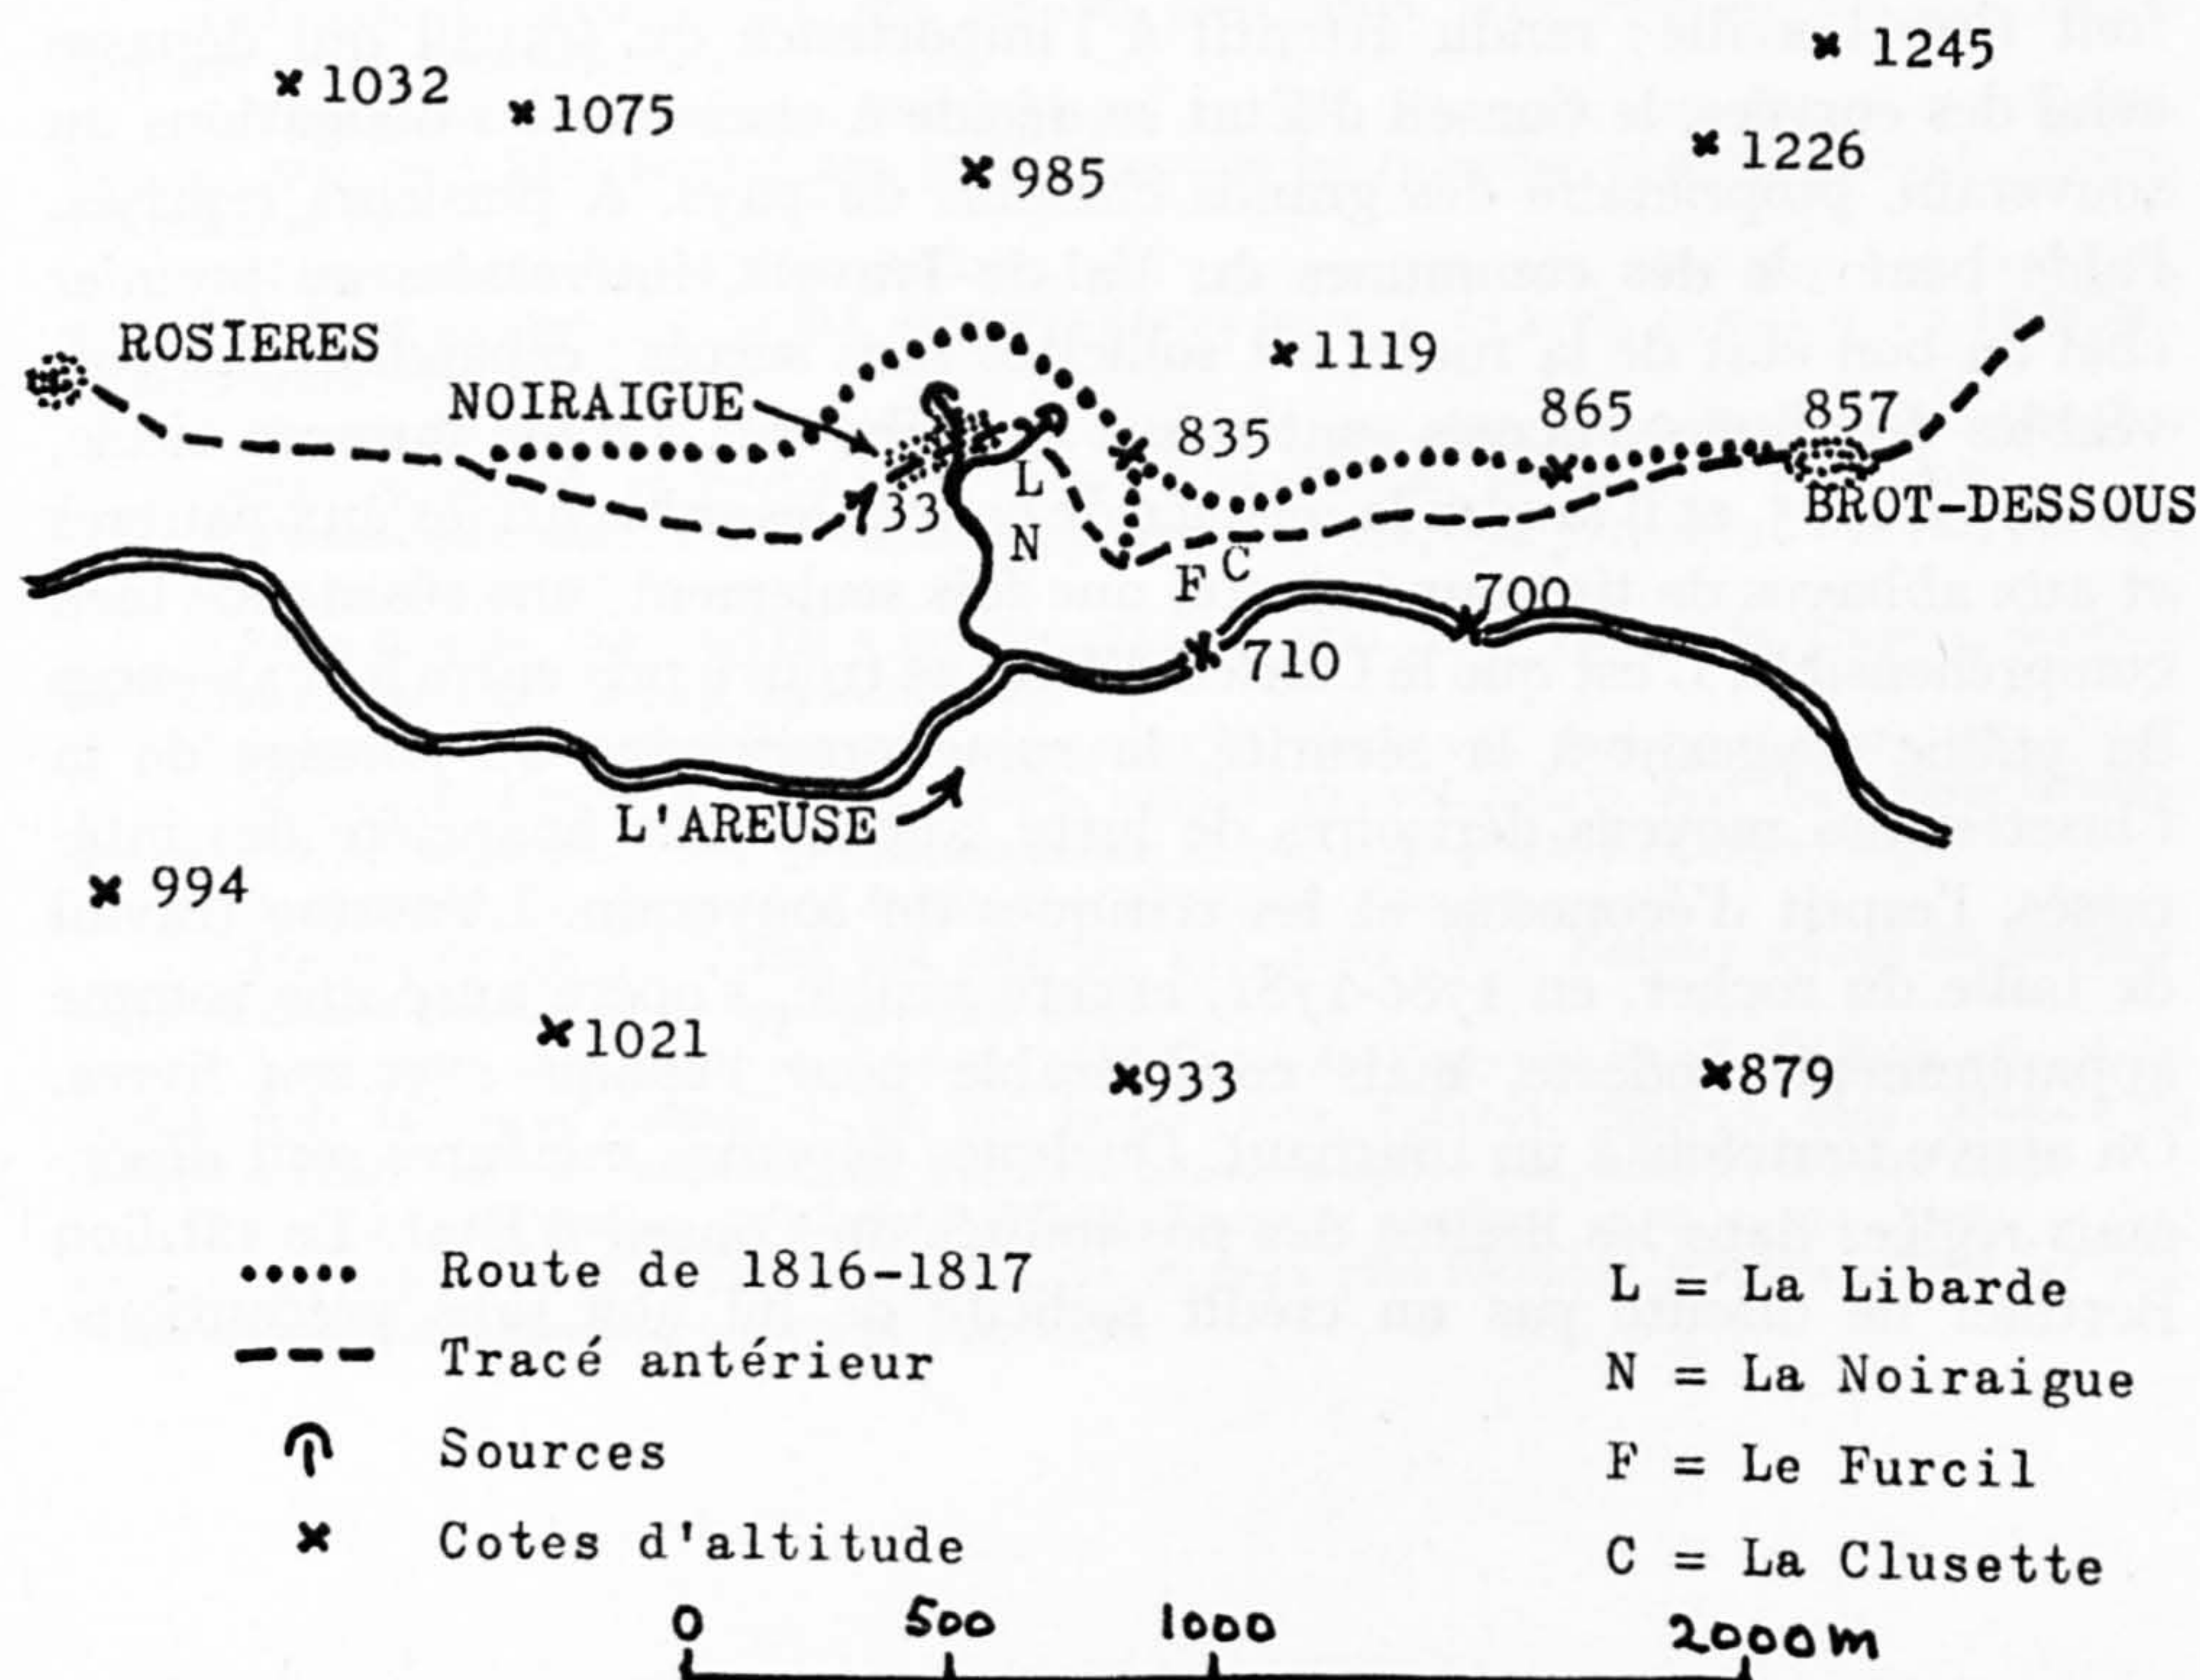 1245
1032
1075
1226
985
ROSIERES
1119
NOIRAIGUE
835
865
857
BROT-DESSOUS
733
L
N
F
C
700
710
L'AREUSE
994
1021
933
879
..... Route de 1816-1817
--- Tracé antérieur
Sources
Cotes d'altitude
L = La Libarde
N = La Noiraigue
F = Le Furcil
C = La Clusette
0 500 1000 2000m